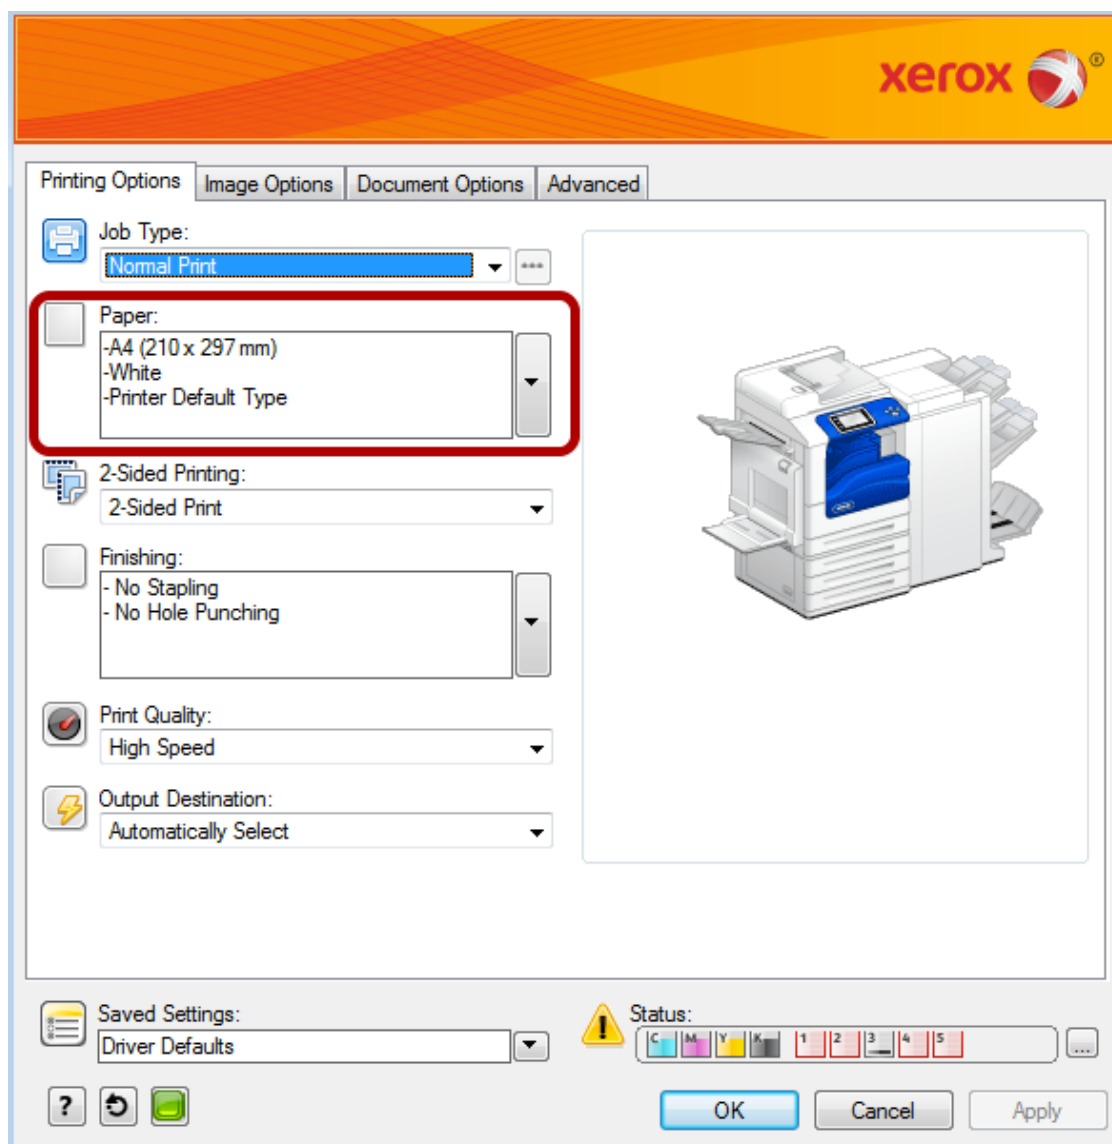 xerox ®
Printing Options Image Options Document Options Advanced
Job Type:
Normal Print
Paper:
-A4 (210 x 297 mm)
-White
-Printer Default Type
2-Sided Printing:
2-Sided Print
Finishing:
- No Stapling
- No Hole Punching
Print Quality:
High Speed
Output Destination:
Automatically Select
Saved Settings:
Driver Defaults
Status:
C M Y K 1 2 3 4 5 ...
?
OK Cancel Apply